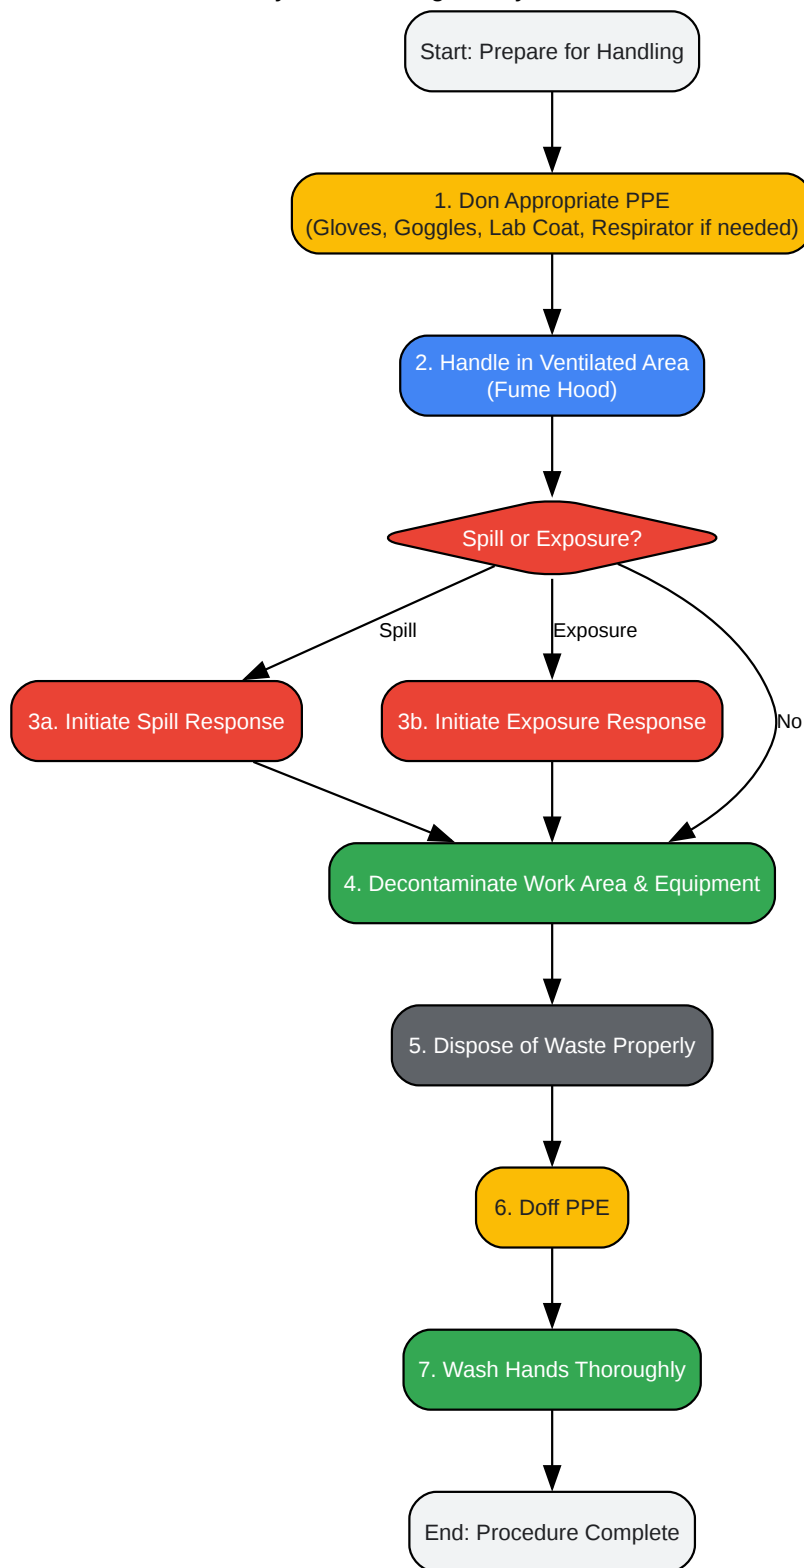 Start: Prepare for Handling
1. Don Appropriate PPE
(Gloves, Goggles, Lab Coat, Respirator if needed)
2. Handle in Ventilated Area
(Fume Hood)
Spill or Exposure?
Spill
Exposure
No
3a. Initiate Spill Response
3b. Initiate Exposure Response
4. Decontaminate Work Area & Equipment
5. Dispose of Waste Properly
6. Doff PPE
7. Wash Hands Thoroughly
End: Procedure Complete